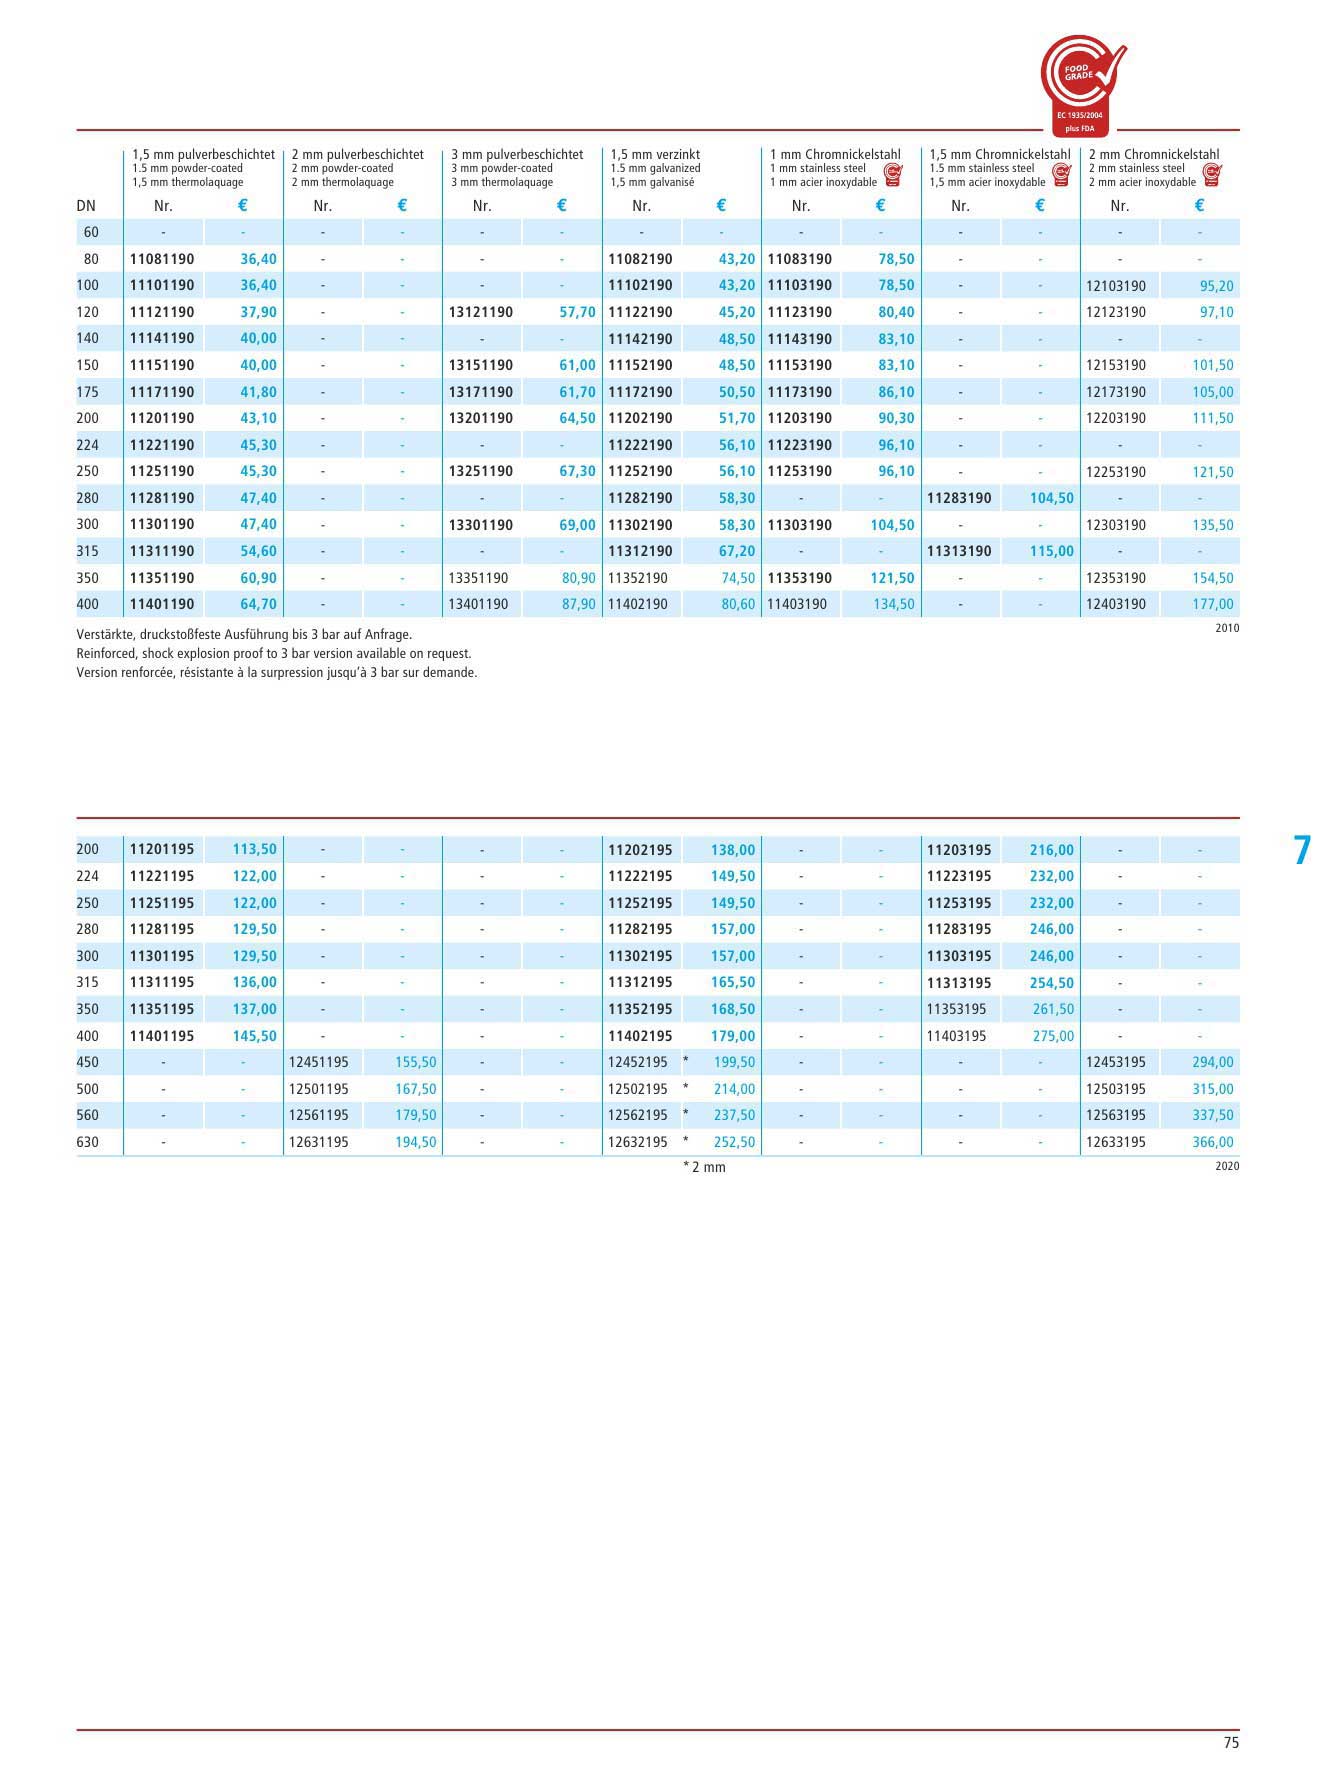 FOOD
GRADE
EC 1935/2004
plus FDA
1,5 mm pulverbeschichtet 2 mm pulverbeschichtet 3 mm pulverbeschichtet 1,5 mm verzinkt 1 mm Chromnickelstahl 1,5 mm Chromnickelstahl 2 mm Chromnickelstahl
1.5 mm powder-coated 2 mm powder-coated 3 mm powder-coated 1.5 mm galvanized 1 mm stainless steel 1.5 mm stainless steel 2 mm stainless steel
1,5 mm thermolaquage 2 mm thermolaquage 3 mm thermolaquage 1,5 mm galvanisé 1 mm acier inoxydable 1,5 mm acier inoxydable 2 mm acier inoxydable
DN Nr. € Nr. € Nr. € Nr. € Nr. € Nr. € Nr. €
60 - - - - - - - - - - - - - -
80 11081190 36,40 - - - - 11082190 43,20 11083190 78,50 - - - -
100 11101190 36,40 - - - - 11102190 43,20 11103190 78,50 - - 12103190 95,20
120 11121190 37,90 - - 13121190 57,70 11122190 45,20 11123190 80,40 - - 12123190 97,10
140 11141190 40,00 - - - - 11142190 48,50 11143190 83,10 - - - -
150 11151190 40,00 - - 13151190 61,00 11152190 48,50 11153190 83,10 - - 12153190 101,50
175 11171190 41,80 - - 13171190 61,70 11172190 50,50 11173190 86,10 - - 12173190 105,00
200 11201190 43,10 - - 13201190 64,50 11202190 51,70 11203190 90,30 - - 12203190 111,50
224 11221190 45,30 - - - - 11222190 56,10 11223190 96,10 - - - -
250 11251190 45,30 - - 13251190 67,30 11252190 56,10 11253190 96,10 - - 12253190 121,50
280 11281190 47,40 - - - - 11282190 58,30 - - 11283190 104,50 - -
300 11301190 47,40 - - 13301190 69,00 11302190 58,30 11303190 104,50 - - 12303190 135,50
315 11311190 54,60 - - - - 11312190 67,20 - - 11313190 115,00 - -
350 11351190 60,90 - - 13351190 80,90 11352190 74,50 11353190 121,50 - - 12353190 154,50
400 11401190 64,70 - - 13401190 87,90 11402190 80,60 11403190 134,50 - - 12403190 177,00
2010
Verstärkte, druckstoßfeste Ausführung bis 3 bar auf Anfrage.
Reinforced, shock explosion proof to 3 bar version available on request.
Version renforcée, résistante à la surpression jusqu'à 3 bar sur demande.
7
200 11201195 113,50 - - - - 11202195 138,00 - - 11203195 216,00 - -
224 11221195 122,00 - - - - 11222195 149,50 - - 11223195 232,00 - -
250 11251195 122,00 - - - - 11252195 149,50 - - 11253195 232,00 - -
280 11281195 129,50 - - - - 11282195 157,00 - - 11283195 246,00 - -
300 11301195 129,50 - - - - 11302195 157,00 - - 11303195 246,00 - -
315 11311195 136,00 - - - - 11312195 165,50 - - 11313195 254,50 - -
350 11351195 137,00 - - - - 11352195 168,50 - - 11353195 261,50 - -
400 11401195 145,50 - - - - 11402195 179,00 - - 11403195 275,00 - -
450 - - 12451195 155,50 - - 12452195 * 199,50 - - - - 12453195 294,00
500 - - 12501195 167,50 - - 12502195 * 214,00 - - - - 12503195 315,00
560 - - 12561195 179,50 - - 12562195 * 237,50 - - - - 12563195 337,50
630 - - 12631195 194,50 - - 12632195 * 252,50 - - - - 12633195 366,00
* 2 mm 2020
75